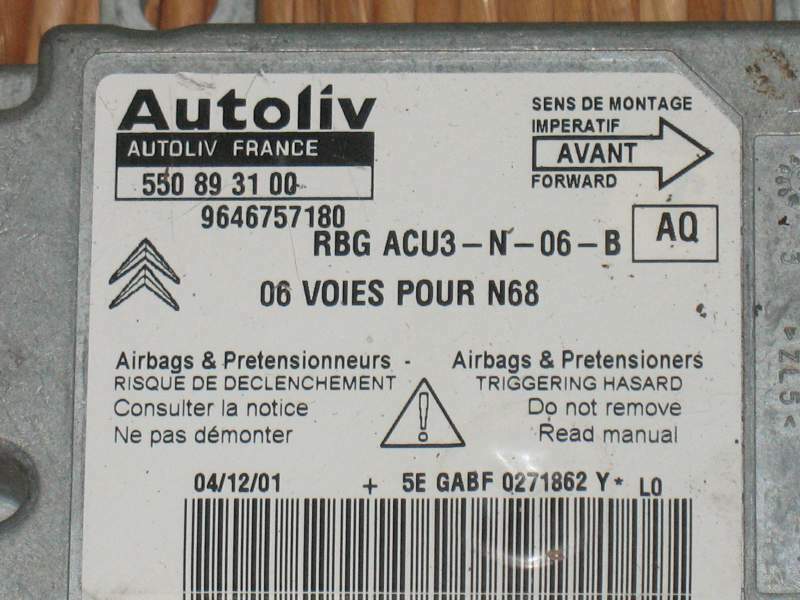 Autoliv
AUTOLIV FRANCE
550 89 31 00
9646757180
SENS DE MONTAGE
IMPERATIF
AVANT
FORWARD
RBG ACU3-N-06-B
AQ
06 VOIES POUR N68
Airbags & Pretensionneurs -
RISQUE DE DECLENCHEMENT
Consulter la notice
Ne pas démonter
Airbags & Pretensioners
TRIGGERING HASARD
Do not remove
Read manual
04/12/01 + 5E GABF 0271862 Y* L0